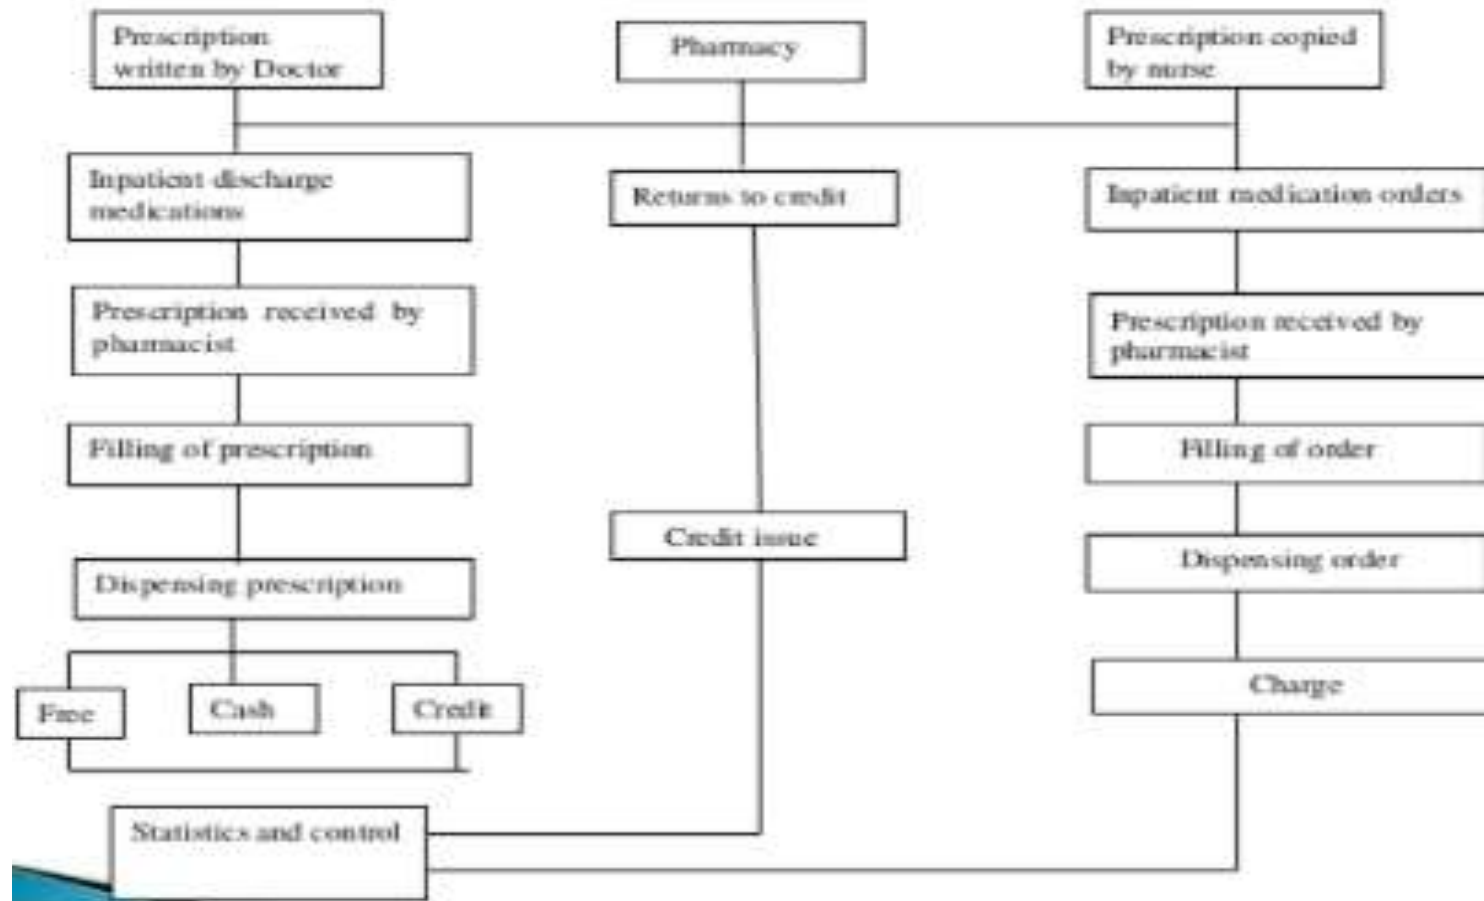 Prescription
written by Doctor
Pharmacy
Prescription copied
by nurse
Inpatient discharge
medications
Returns to credit
Inpatient medication orders
Prescription received by
pharmacist
Prescription received by
pharmacist
Filling of prescription
Filling of order
Credit issue
Dispensing order
Dispensing prescription
Free
Cash
Credit
Charge
Statistics and control